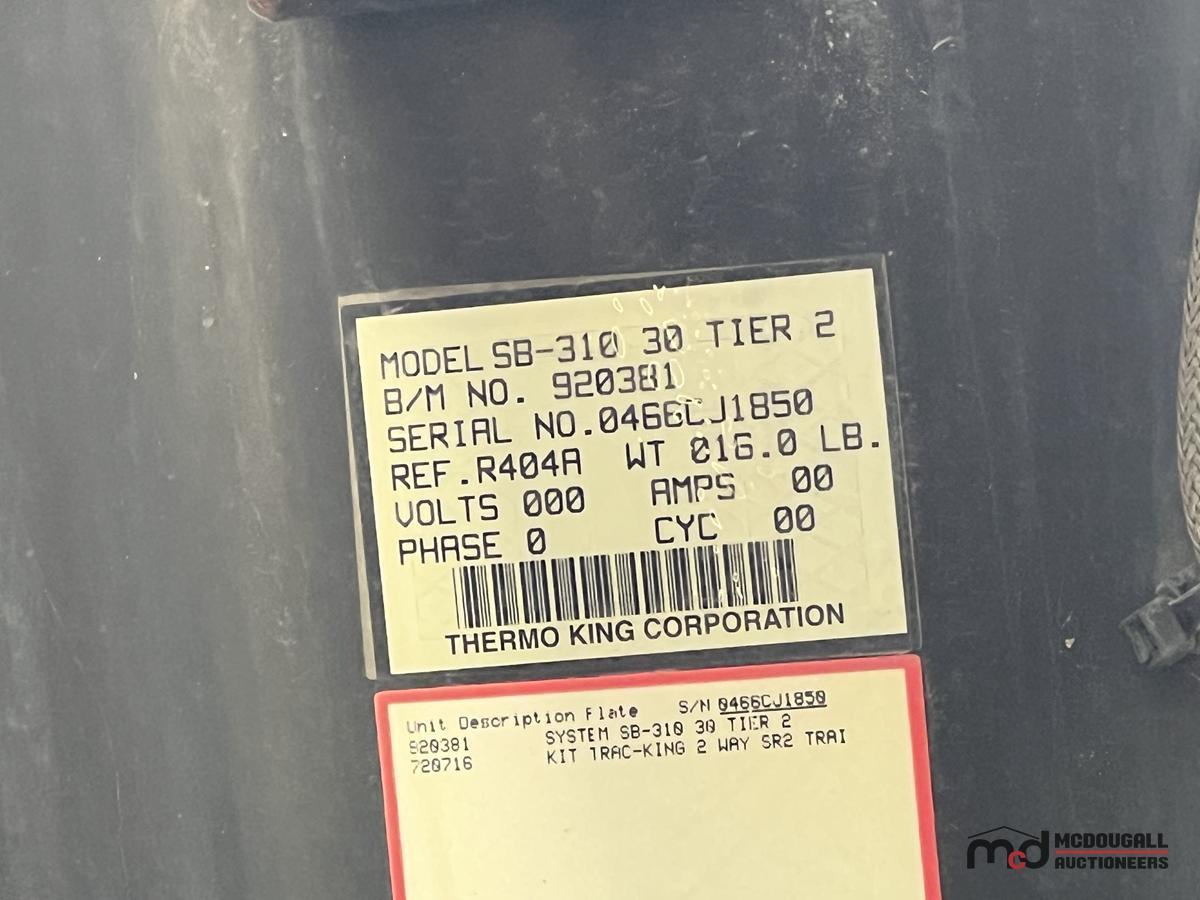 MODEL SB-310 30 TIER 2
B/M NO. 920381
SERIAL NO.0466CJ1850
REF.R404A WT 016.0 LB.
VOLTS 000 AMPS 00
PHASE 0 CYC 00
THERMO KING CORPORATION
Unit Description Plate S/N 0466CJ1850
920381 SYSTEM SB-310 30 TIER 2
720716 KIT TRAC-KING 2 WAY SR2 TRAI
mcd MCDOUGALL
AUCTIONEERS